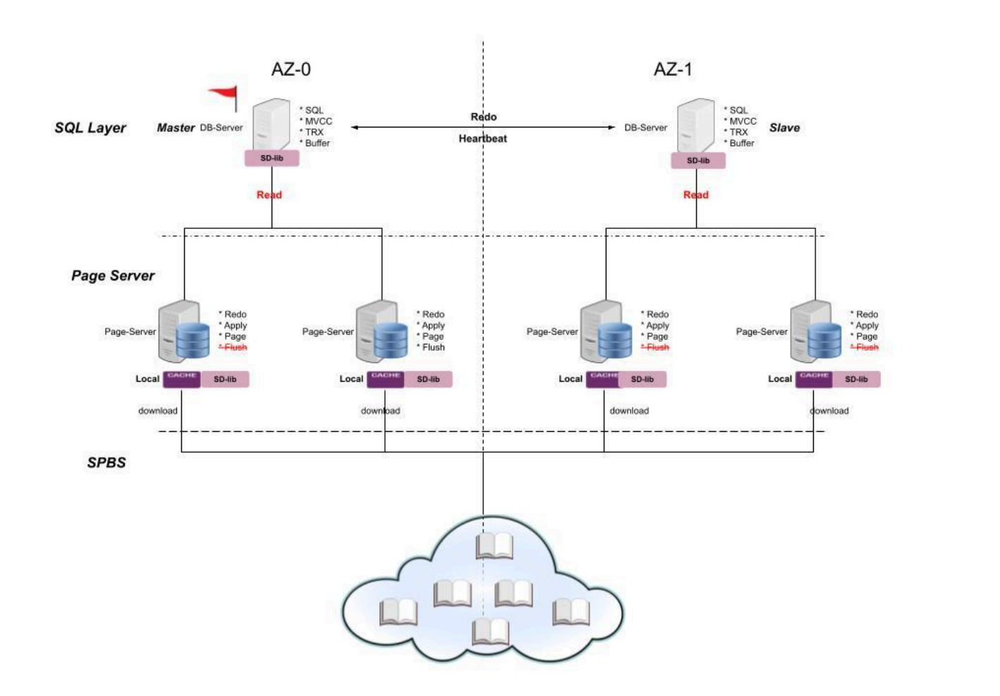 AZ-0
AZ-1
SQL Layer
Master
DB-Server
* SQL
* MVCC
* TRX
* Buffer
SD-lib
Redo
Heartbeat
DB-Server
* SQL
* MVCC
* TRX
* Buffer
Slave
SD-lib
Read
Read
Page Server
Page-Server
* Redo
* Apply
* Page
* Flush
Page-Server
* Redo
* Apply
* Page
* Flush
Page-Server
* Redo
* Apply
* Page
* Flush
Page-Server
* Redo
* Apply
* Page
* Flush
Local CACHE SD-lib
Local CACHE SD-lib
Local CACHE SD-lib
Local CACHE SD-lib
download
download
download
download
SPBS